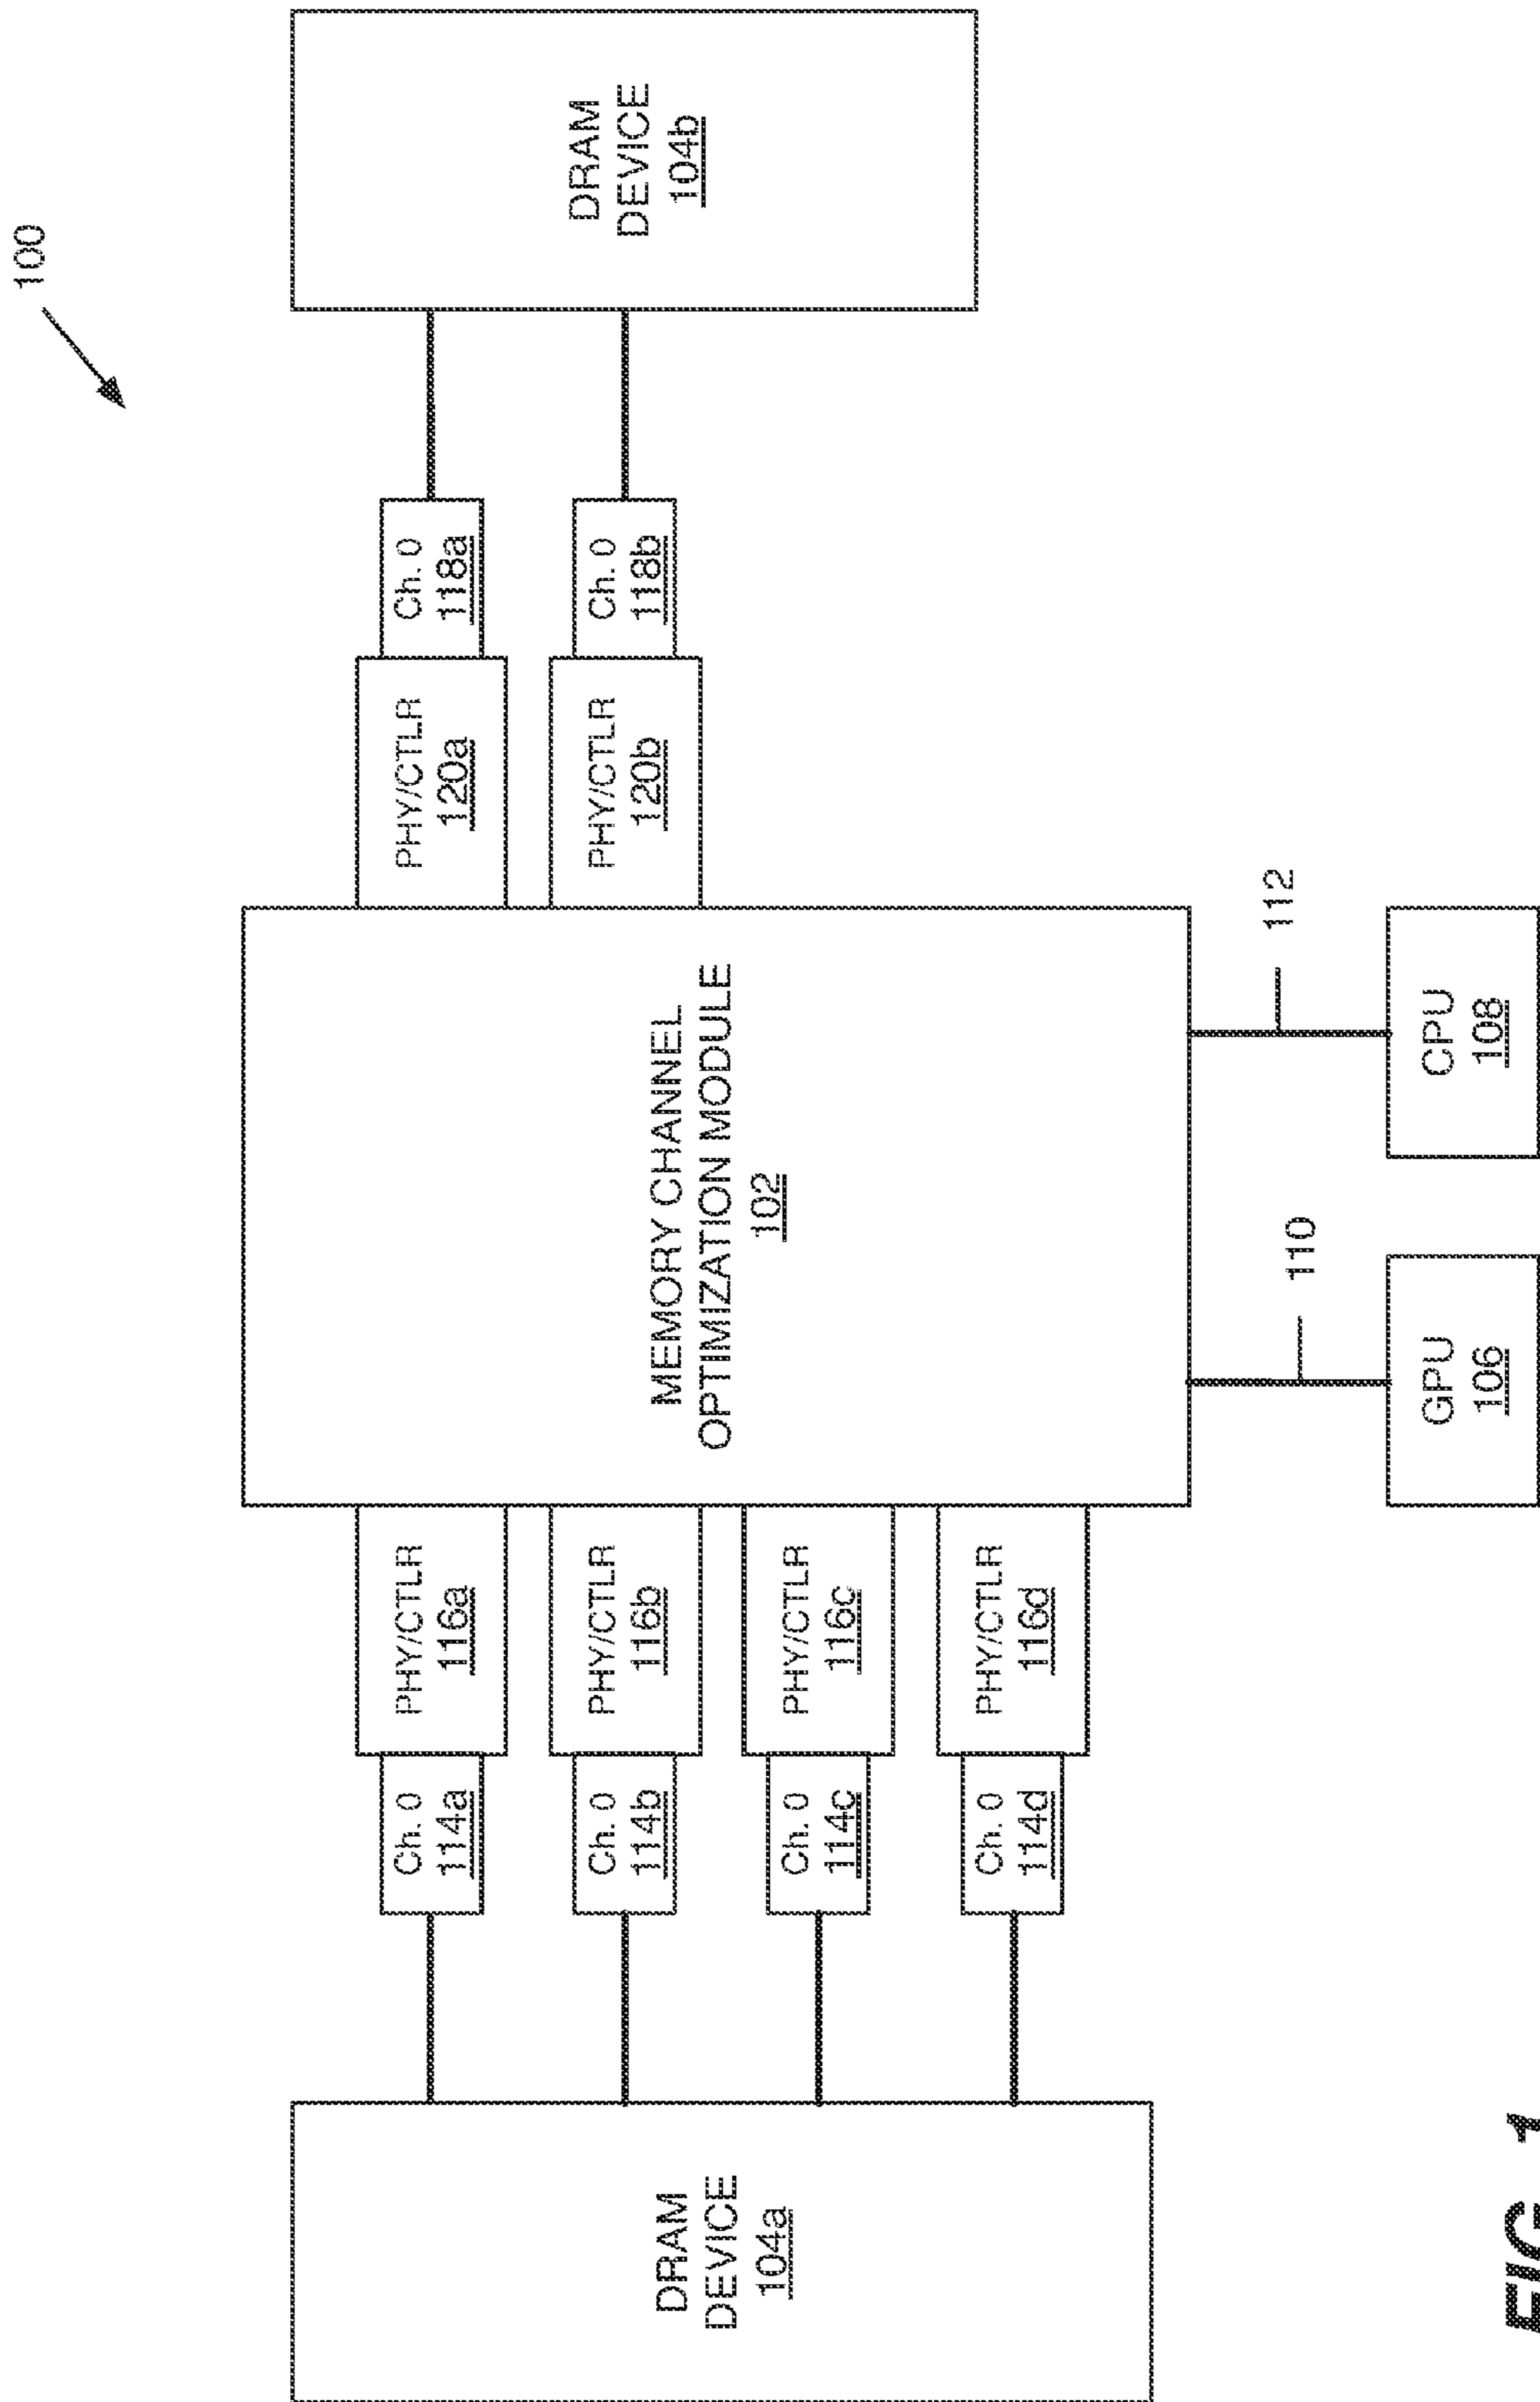 100
DRAM
DEVICE
104a
Ch. 0
114a
PHY/CTLR
116a
Ch. 0
114b
PHY/CTLR
116b
Ch. 0
114c
PHY/CTLR
116c
Ch. 0
114d
PHY/CTLR
116d
MEMORY CHANNEL
OPTIMIZATION MODULE
102
PHY/CTLR
120a
Ch. 0
118a
PHY/CTLR
120b
Ch. 0
118b
DRAM
DEVICE
104b
110
112
GPU
106
CPU
108
FIG. 1